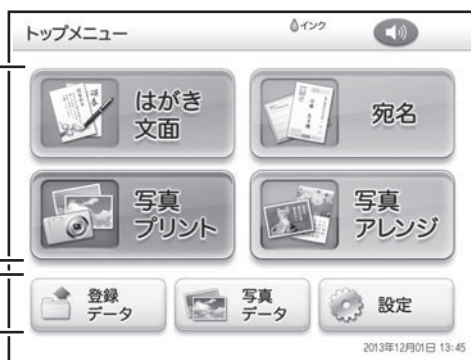 トップメニュー
インク
はがき
文面
宛名
写真
プリント
写真
アレンジ
登録
データ
写真
データ
設定
2013年12月01日 13:45